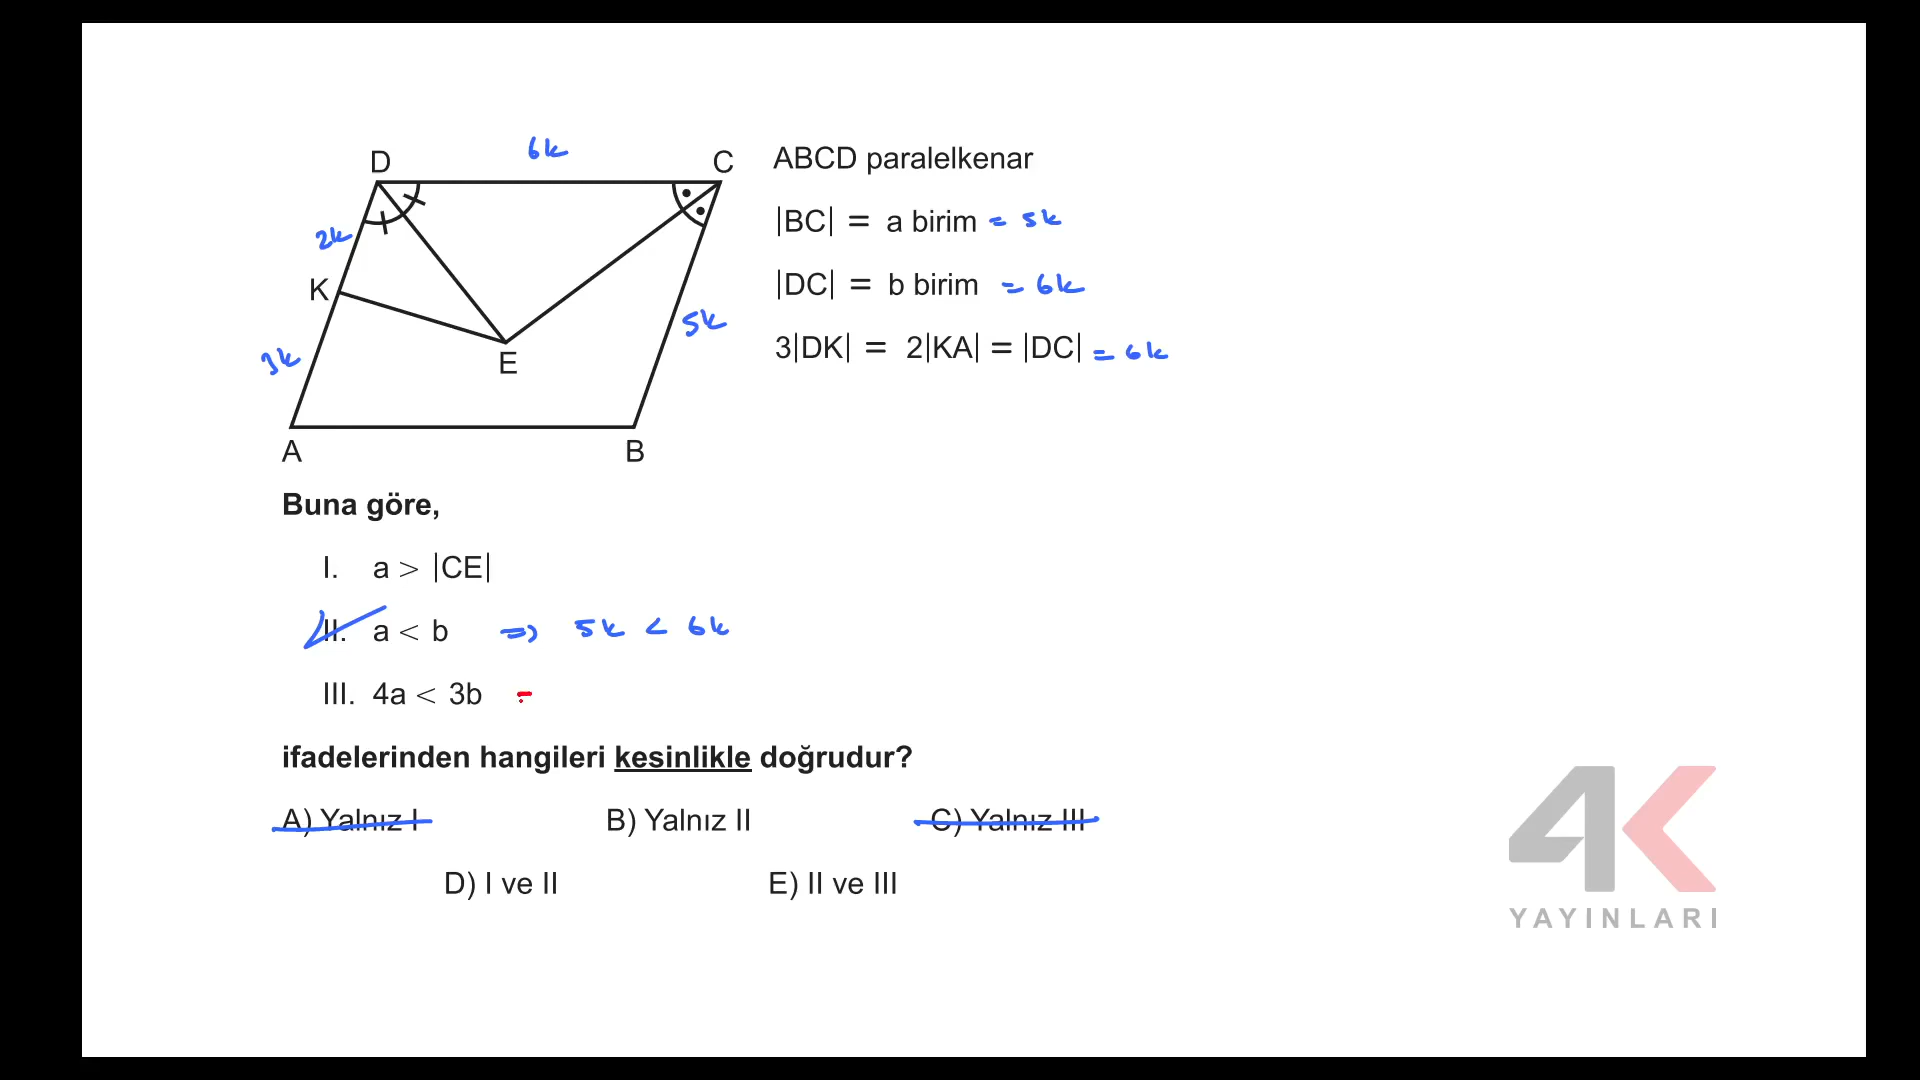 6k
D
C
ABCD paralelkenar
2k
|BC| = a birim = 5k
K
|DC| = b birim = 6k
5k
3|DK| = 2|KA| = |DC| = 6k
3k
E
A
B
Buna göre,
I. a > |CE|
II. a < b => 5k < 6k
III. 4a < 3b
ifadelerinden hangileri kesinlikle doğrudur?
A) Yalnız I B) Yalnız II C) Yalnız III
D) I ve II E) II ve III
4K
YAYINLARI